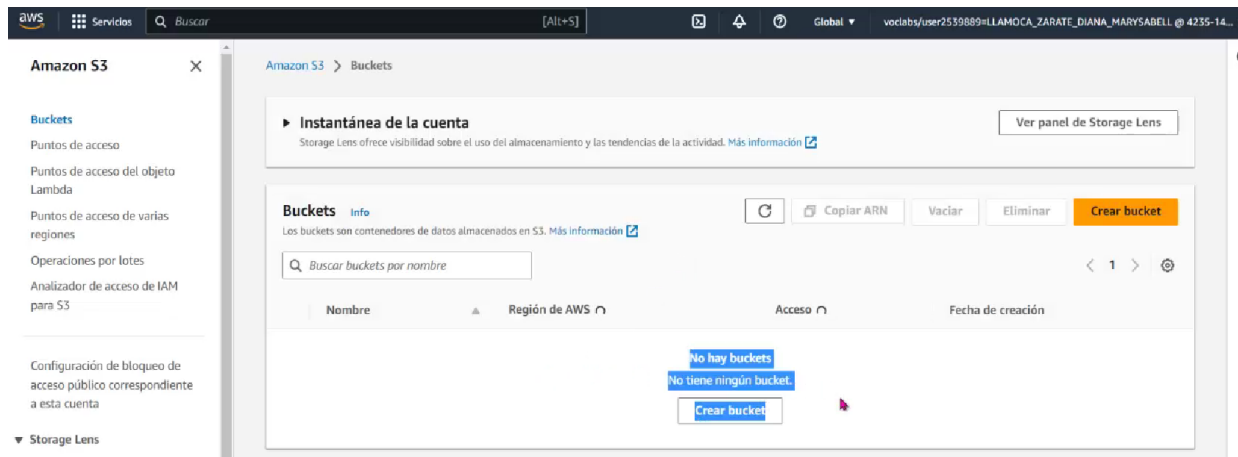 aws Servicios Buscar [Alt+S] Global ▼ voclabs/user2539889=LLAMOCA_ZARATE_DIANA_MARYSABELL @ 4235-14...
Amazon S3
Buckets
Puntos de acceso
Puntos de acceso del objeto
Lambda
Puntos de acceso de varias
regiones
Operaciones por lotes
Analizador de acceso de IAM
para S3
Configuración de bloqueo de
acceso público correspondiente
a esta cuenta
▼ Storage Lens
Amazon S3 > Buckets
▶ Instantánea de la cuenta
Storage Lens ofrece visibilidad sobre el uso del almacenamiento y las tendencias de la actividad. Más información
Ver panel de Storage Lens
Buckets Info
Los buckets son contenedores de datos almacenados en S3. Más información
Copiar ARN Vaciar Eliminar Crear bucket
Buscar buckets por nombre
< 1 >
Nombre ▲ Región de AWS Acceso Fecha de creación
No hay buckets
No tiene ningún bucket.
Crear bucket